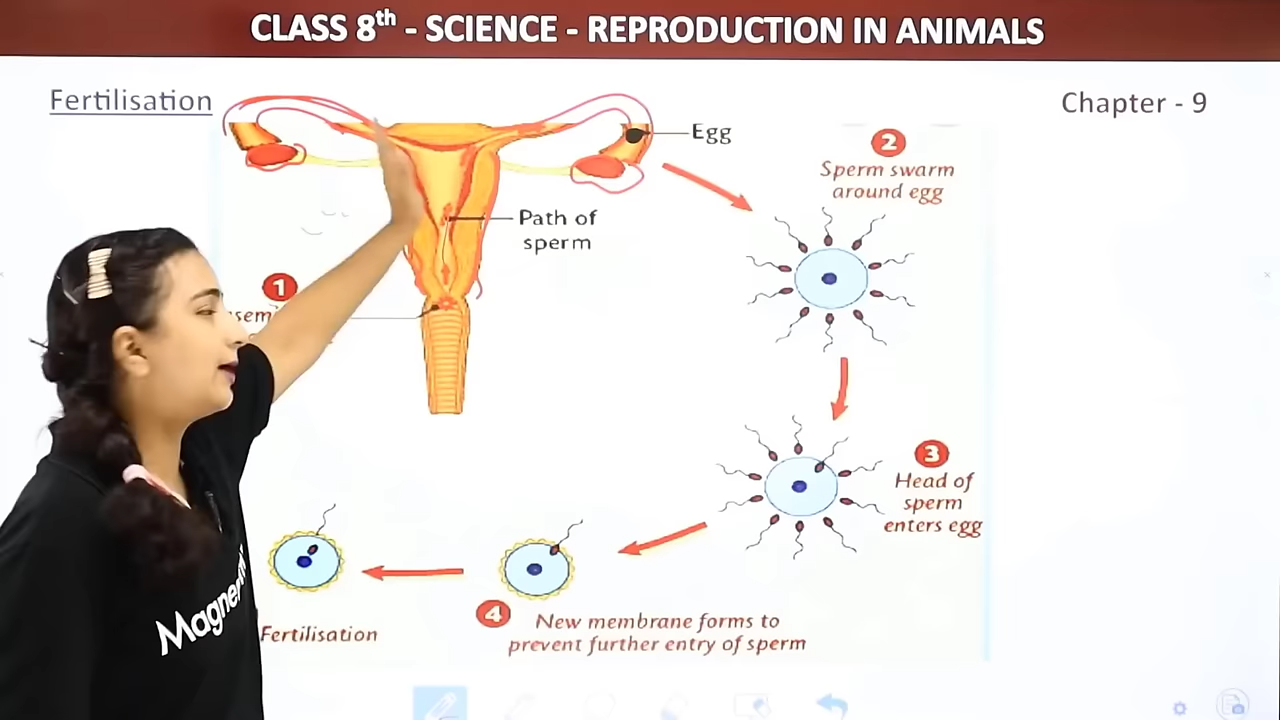 CLASS 8th - SCIENCE - REPRODUCTION IN ANIMALS
Fertilisation
Chapter - 9
Egg
Path of
sperm
1
2
Sperm swarm
around egg
3
Head of
sperm
enters egg
4
New membrane forms to
prevent further entry of sperm
Fertilisation